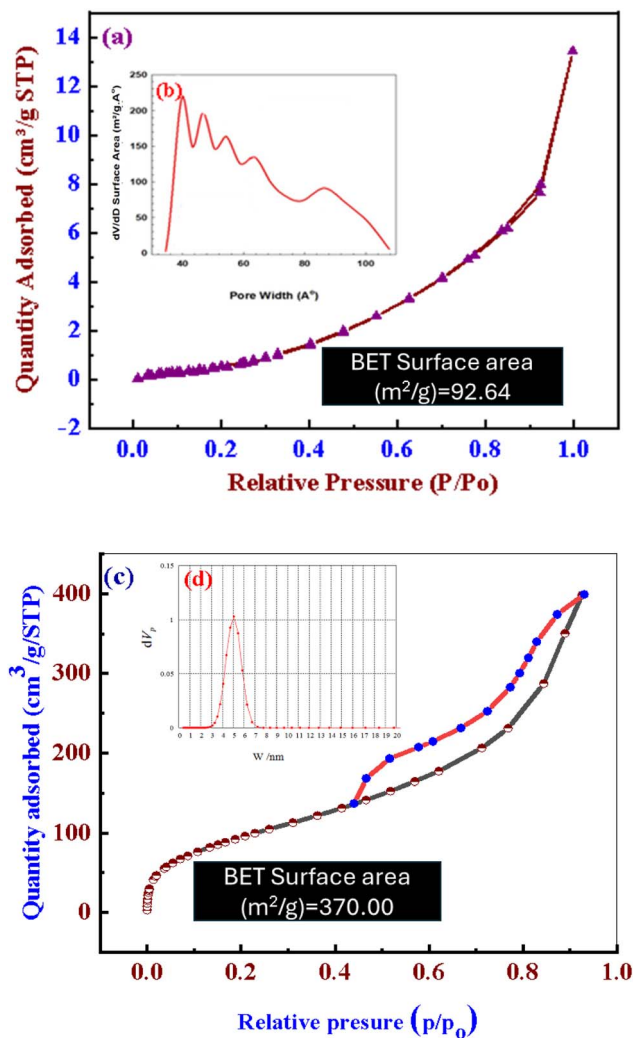 (a)
Quantity Adsorbed (cm³/g STP)
14
12
10
8
6
4
2
0
−2
(b)
dV/dD Surface Area (m²/g.A°)
250
200
150
100
50
0
40 60 80 100
Pore Width (A°)
BET Surface area
(m²/g)=92.64
0.0 0.2 0.4 0.6 0.8 1.0
Relative Pressure (P/Po)
(c)
Quantity adsorbed (cm³/g/STP)
400
300
200
100
0
(d)
dVₚ
0.15
1
0.05
0
0 1 2 3 4 5 6 7 8 9 10 11 12 13 14 15 16 17 18 19 20
W /nm
BET Surface area
(m²/g)=370.00
0.0 0.2 0.4 0.6 0.8 1.0
Relative presure (p/pₒ)